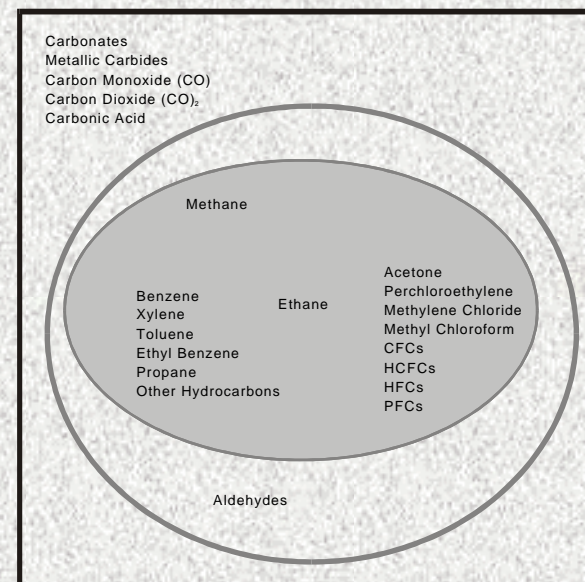 Carbonates
Metallic Carbides
Carbon Monoxide (CO)
Carbon Dioxide (CO)₂
Carbonic Acid
Methane
Benzene
Xylene
Toluene
Ethyl Benzene
Propane
Other Hydrocarbons
Ethane
Acetone
Perchloroethylene
Methylene Chloride
Methyl Chloroform
CFCs
HCFCs
HFCs
PFCs
Aldehydes